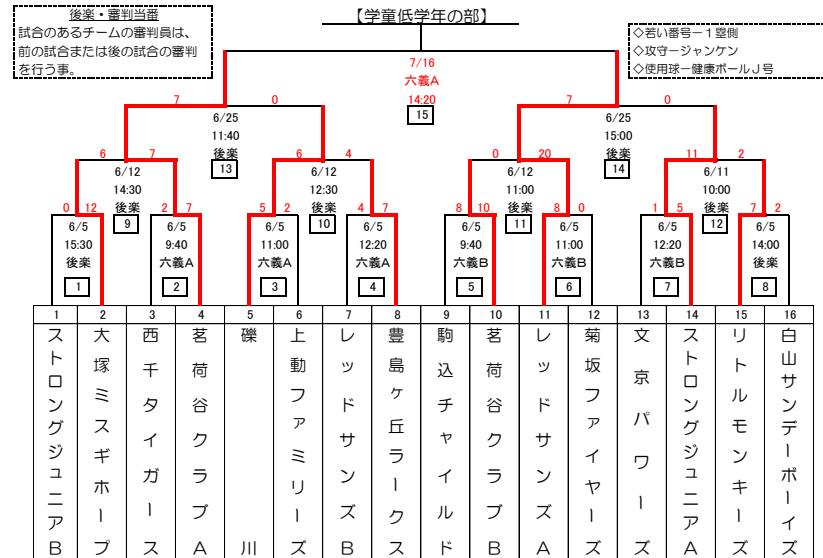 後楽・審判当番
試合のあるチームの審判員は、
前の試合または後の試合の審判
を行う事。
【学童低学年の部】
◇若い番号－１塁側
◇攻守－ジャンケン
◇使用球－健康ボールＪ号
7/16
六義A
14:20
15
7
0
7
0
6/25
11:40
後楽
13
6/25
15:00
後楽
14
6
7
6
4
0
20
11
2
6/12
14:30
後楽
9
6/12
12:30
後楽
10
6/12
11:00
後楽
11
6/11
10:00
後楽
12
0
12
2
7
5
2
4
7
8
10
8
0
1
5
7
2
6/5
15:30
後楽
1
6/5
9:40
六義A
2
6/5
11:00
六義A
3
6/5
12:20
六義A
4
6/5
9:40
六義B
5
6/5
11:00
六義B
6
6/5
12:20
六義B
7
6/5
14:00
後楽
8
1
ストロングジュニアＢ
2
大塚ミスギホープ
3
西千タイガース
4
茗荷谷クラブＡ
5
礫川
6
上動ファミリーズ
7
レッドサンズＢ
8
豊島ヶ丘ラークス
9
駒込チャイルド
10
茗荷谷クラブＢ
11
レッドサンズＡ
12
菊坂ファイヤーズ
13
文京パワーズ
14
ストロングジュニアＡ
15
リトルモンキーズ
16
白山サンデーボーイズ